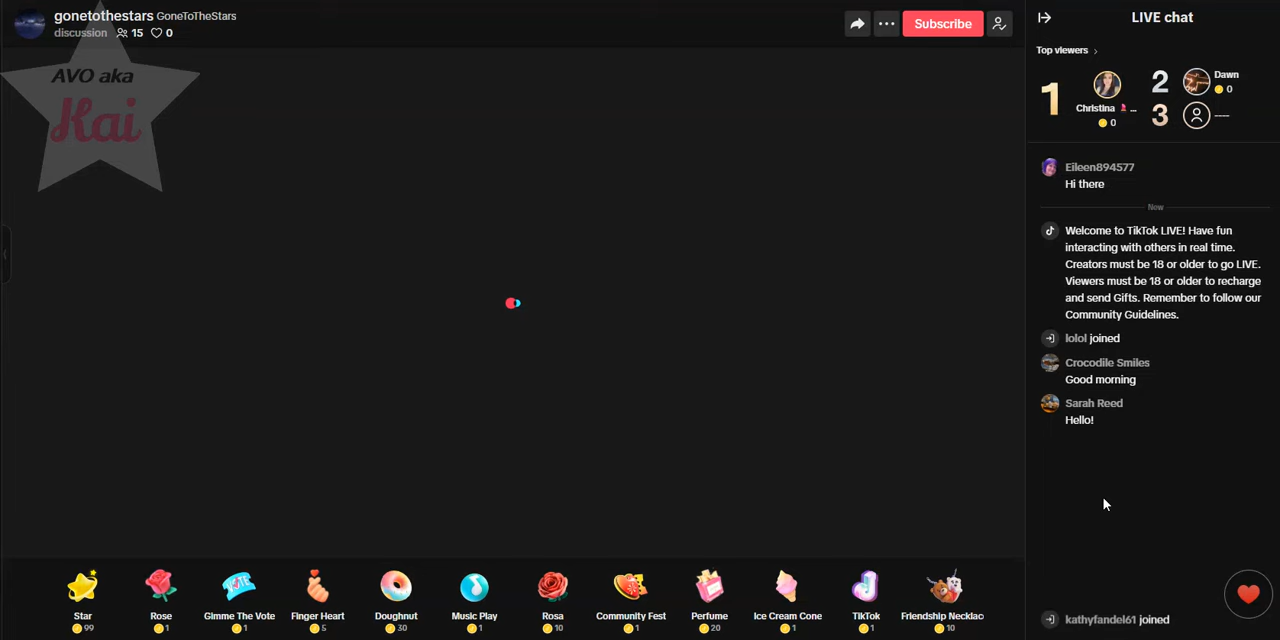 gonetothestars GoneToTheStars
discussion 15 0
Subscribe
AVO aka
Kai
LIVE chat
Top viewers
1
Christina ...
0
2
Dawn
0
3
----
Eileen894577
Hi there
New
Welcome to TikTok LIVE! Have fun
interacting with others in real time.
Creators must be 18 or older to go LIVE.
Viewers must be 18 or older to recharge
and send Gifts. Remember to follow our
Community Guidelines.
lolol joined
Crocodile Smiles
Good morning
Sarah Reed
Hello!
kathyfandel61 joined
Star
99
Rose
1
VOTE
Gimme The Vote
1
Finger Heart
5
Doughnut
30
Music Play
1
Rosa
10
Community Fest
1
Perfume
20
Ice Cream Cone
1
TikTok
1
Friendship Necklac
10